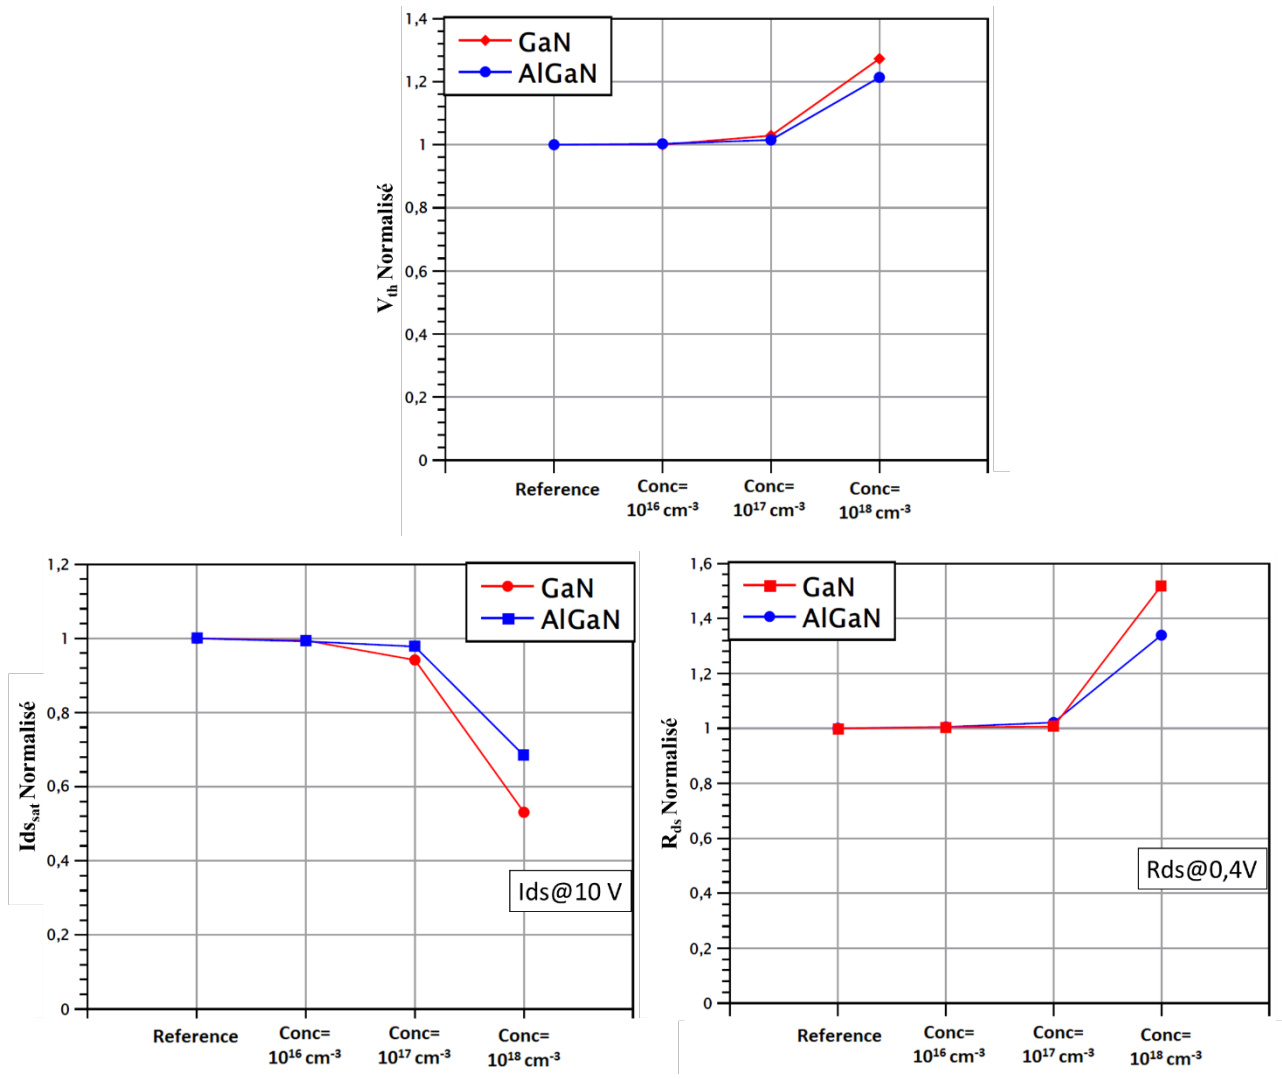 1,4
GaN
AlGaN
1,2
1
0,8
0,6
0,4
0,2
0
Vth Normalisé
Reference
Conc=
10¹⁶ cm⁻³
Conc=
10¹⁷ cm⁻³
Conc=
10¹⁸ cm⁻³
1,2
GaN
AlGaN
1
0,8
0,6
0,4
0,2
0
Idssat Normalisé
Ids@10 V
Reference
Conc=
10¹⁶ cm⁻³
Conc=
10¹⁷ cm⁻³
Conc=
10¹⁸ cm⁻³
1,6
GaN
AlGaN
1,4
1,2
1
0,8
0,6
0,4
0,2
0
Rds Normalisé
Rds@0,4V
Reference
Conc=
10¹⁶ cm⁻³
Conc=
10¹⁷ cm⁻³
Conc=
10¹⁸ cm⁻³